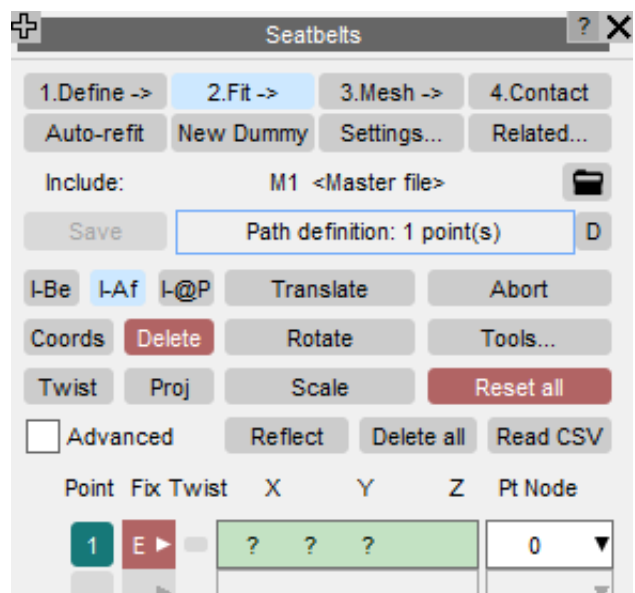 Seatbelts ?
1.Define -> 2.Fit -> 3.Mesh -> 4.Contact
Auto-refit New Dummy Settings... Related...
Include: M1 <Master file>
Save Path definition: 1 point(s) D
I-Be I-Af I-@P Translate Abort
Coords Delete Rotate Tools...
Twist Proj Scale Reset all
Advanced Reflect Delete all Read CSV
Point Fix Twist X Y Z Pt Node
1 E ? ? ? 0